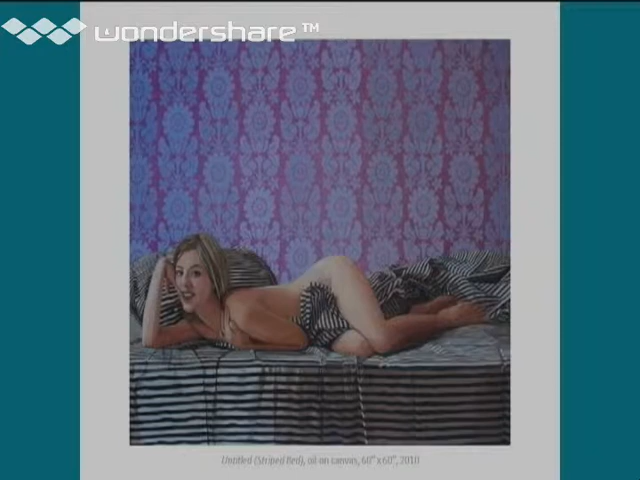 wondershare™
Untitled (Striped Bed), oil on canvas, 60" x 60", 2010